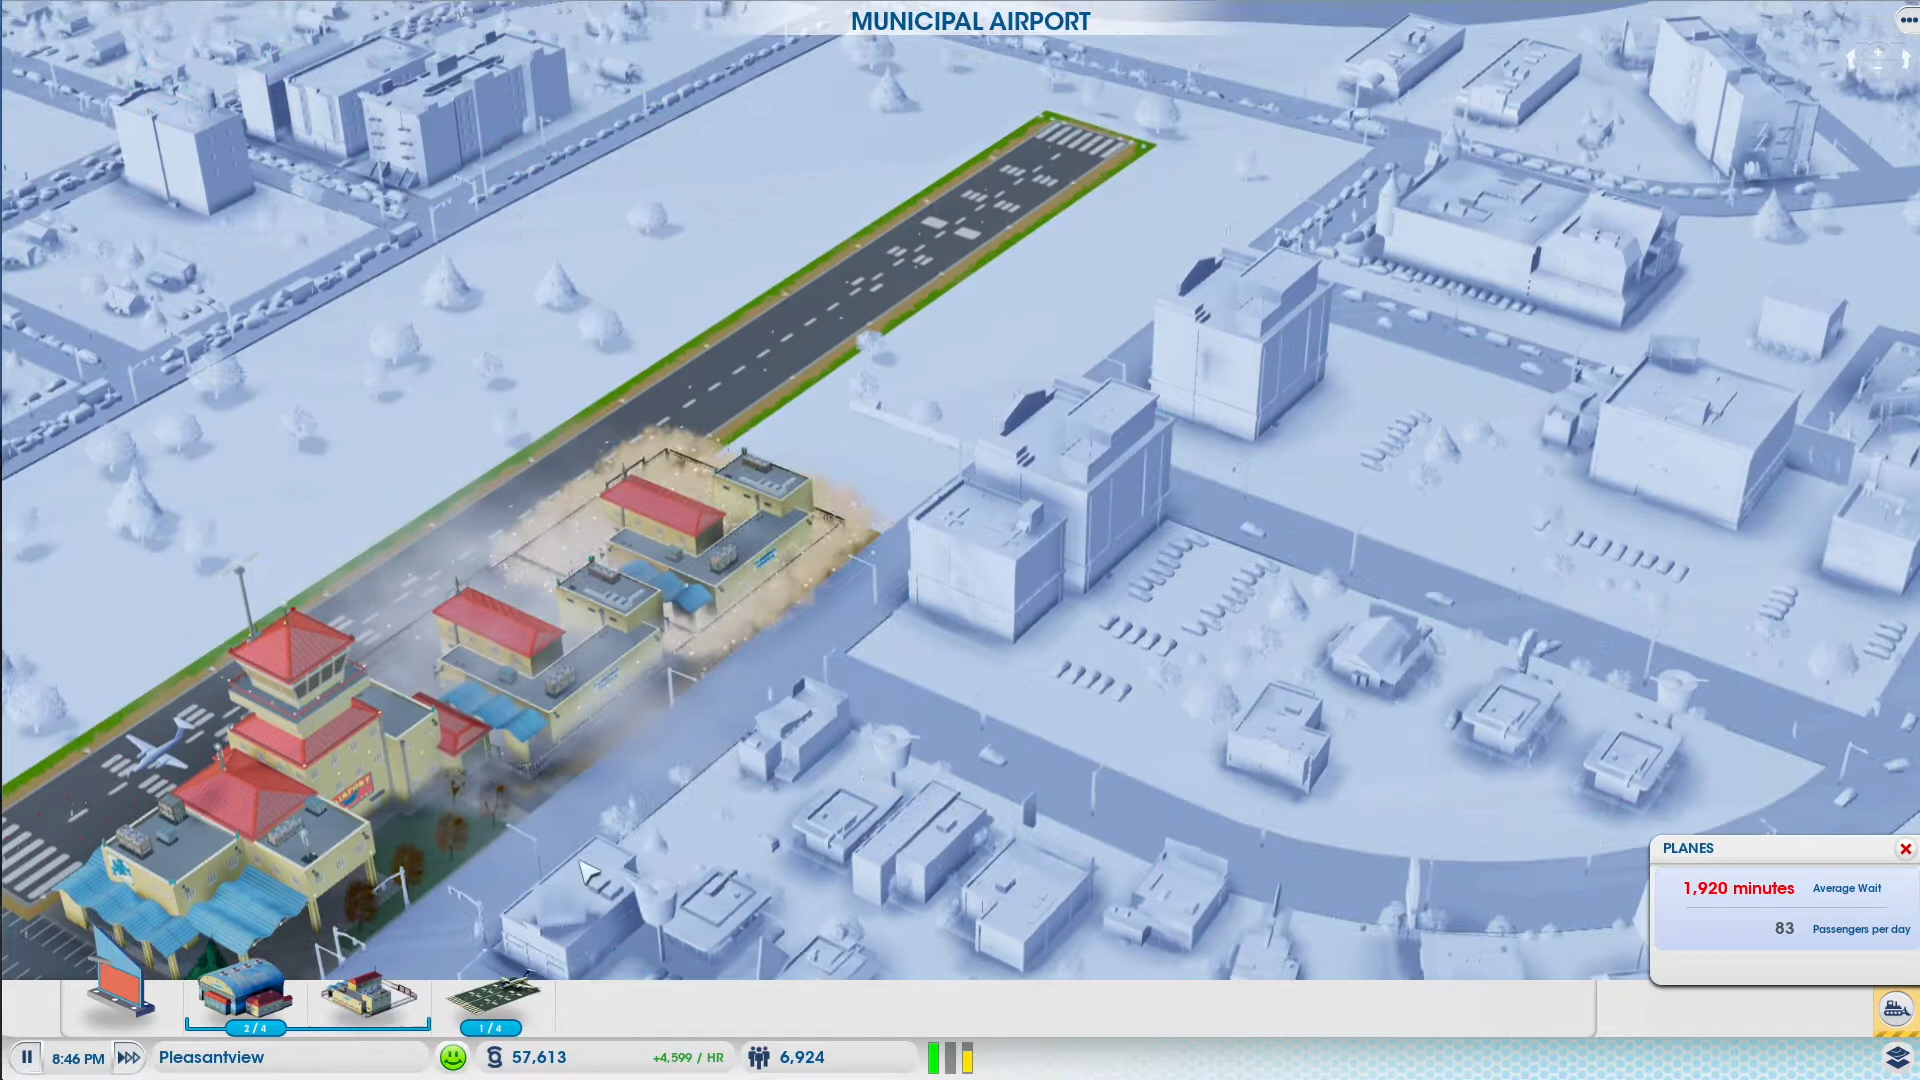 MUNICIPAL AIRPORT
AIRPORT
PLANES
1,920 minutes Average Wait
83 Passengers per day
2 / 4
1 / 4
8:46 PM
Pleasantview
57,613
+4,599 / HR
6,924